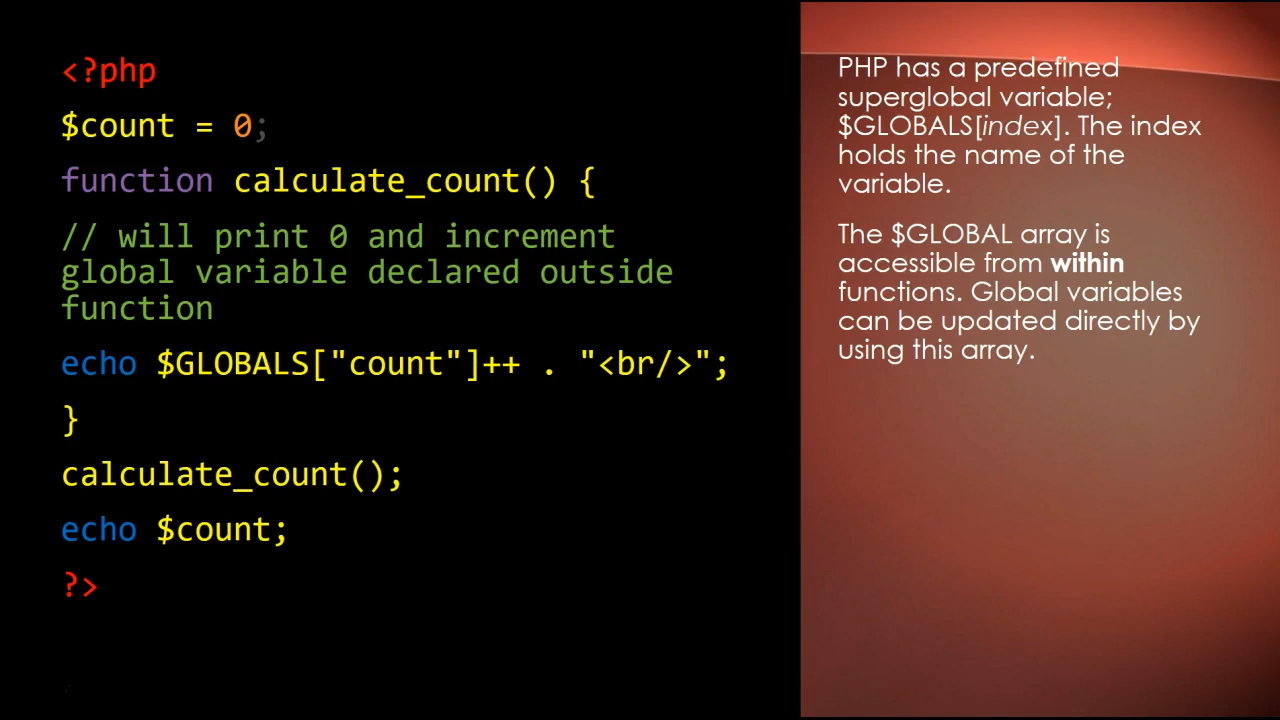 <?php
$count = 0;
function calculate_count() {
// will print 0 and increment
global variable declared outside
function
echo $GLOBALS["count"]++ . "<br/>";
}
calculate_count();
echo $count;
?>
PHP has a predefined
superglobal variable;
$GLOBALS[index]. The index
holds the name of the
variable.
The $GLOBAL array is
accessible from within
functions. Global variables
can be updated directly by
using this array.